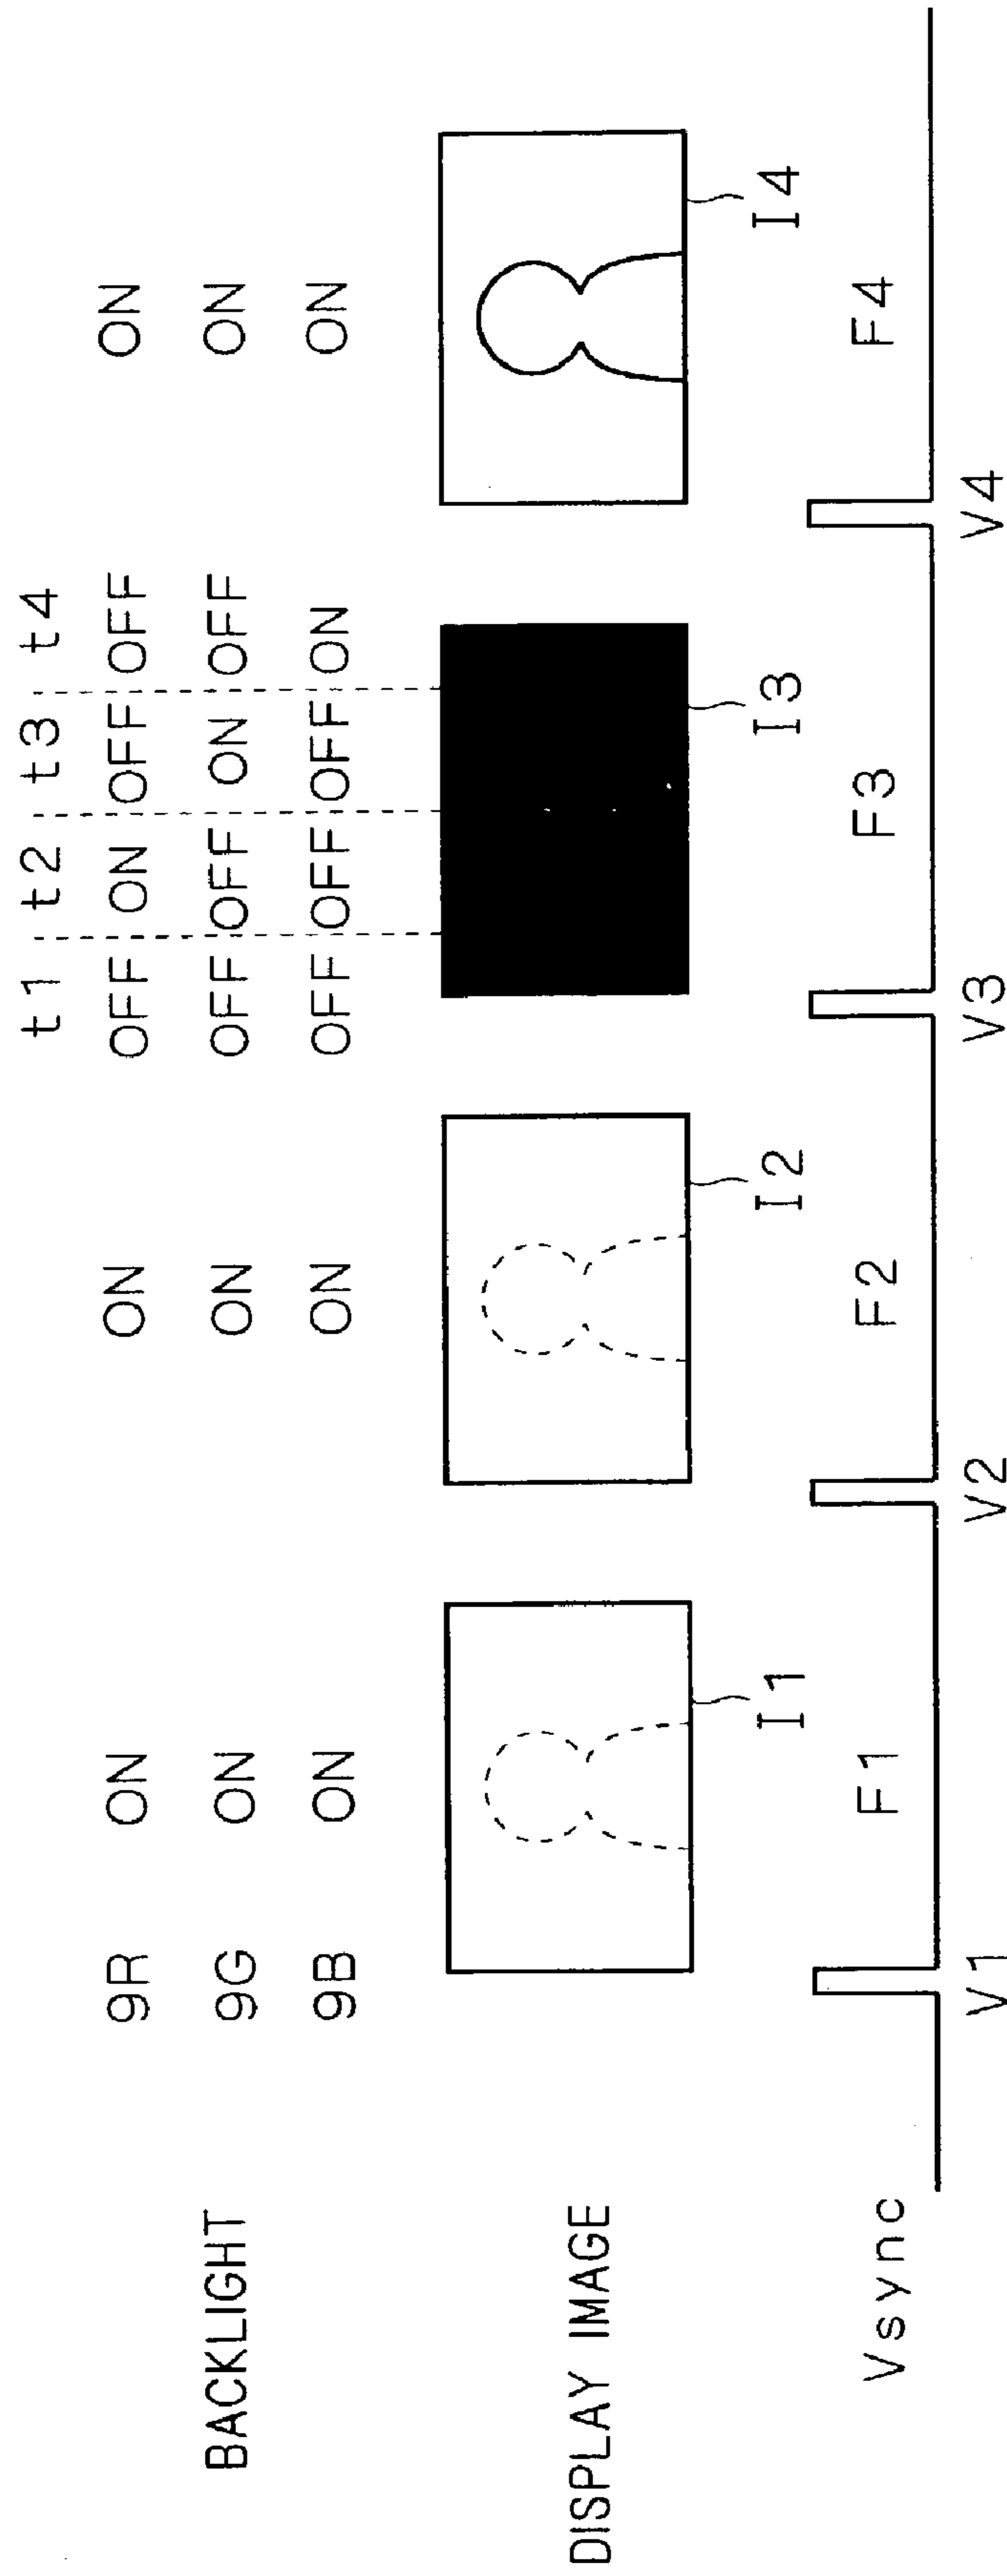 t1 t2 t3 t4
9R ON ON OFF ON OFF OFF ON
BACKLIGHT 9G ON ON OFF OFF ON OFF ON
9B ON ON OFF OFF OFF ON ON
DISPLAY IMAGE
I1 I2 I3 I4
Vsync F1 F2 F3 F4
V1 V2 V3 V4